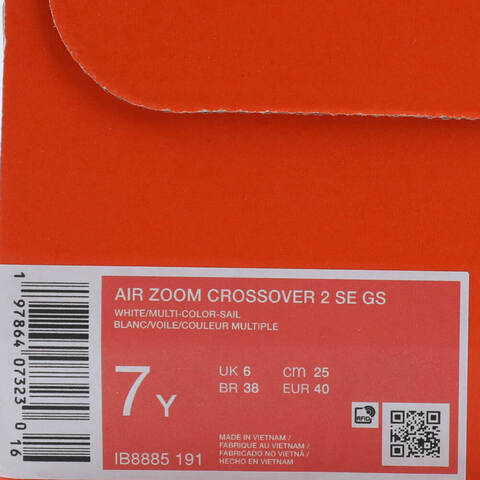 AIR ZOOM CROSSOVER 2 SE GS
WHITE/MULTI-COLOR-SAIL
BLANC/VOILE/COULEUR MULTIPLE
7 Y
UK 6 cm 25
BR 38 EUR 40
RFID
MADE IN VIETNAM /
FABRIQUE AU VIETNAM /
FABRICADO NO VIETNÃ /
HECHO EN VIETNAM
IB8885 191
1 97864 07323 0 16